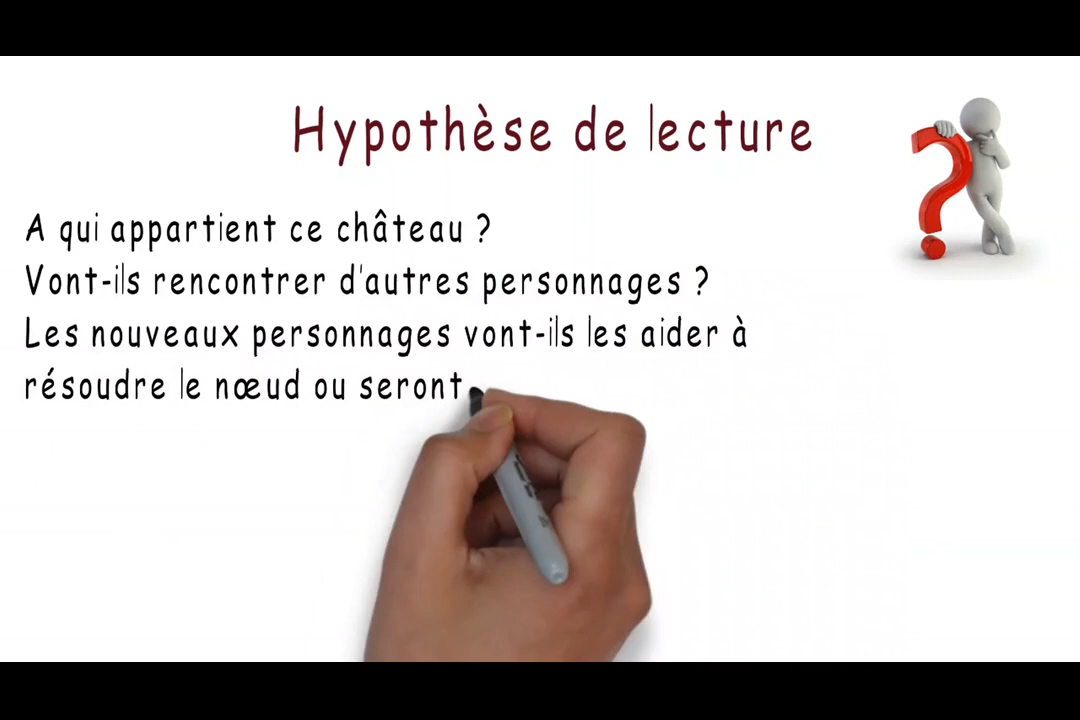 Hypothèse de lecture
A qui appartient ce château ?
Vont-ils rencontrer d'autres personnages ?
Les nouveaux personnages vont-ils les aider à
résoudre le nœud ou seront